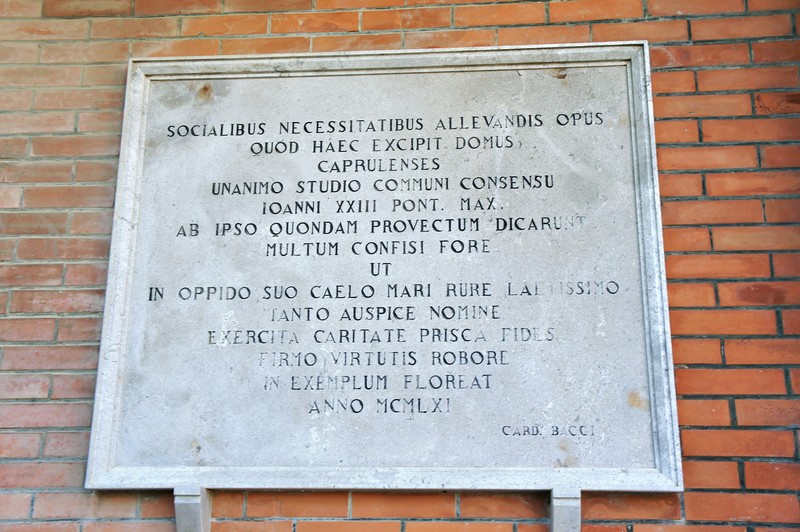 SOCIALIBUS NECESSITATIBUS ALLEVANDIS OPUS
QUOD HAEC EXCIPIT DOMUS,
CAPRULENSES
UNANIMO STUDIO COMMUNI CONSENSU
IOANNI XXIII PONT. MAX.
AB IPSO QUONDAM PROVECTUM DICARUNT
MULTUM CONFISI FORE
UT
IN OPPIDO SUO CAELO MARI RURE LAETISSIMO
TANTO AUSPICE NOMINE
EXERCITA CARITATE PRISCA FIDES
FIRMO VIRTUTIS ROBORE
IN EXEMPLUM FLOREAT
ANNO MCMLXI
CARD. BACCI